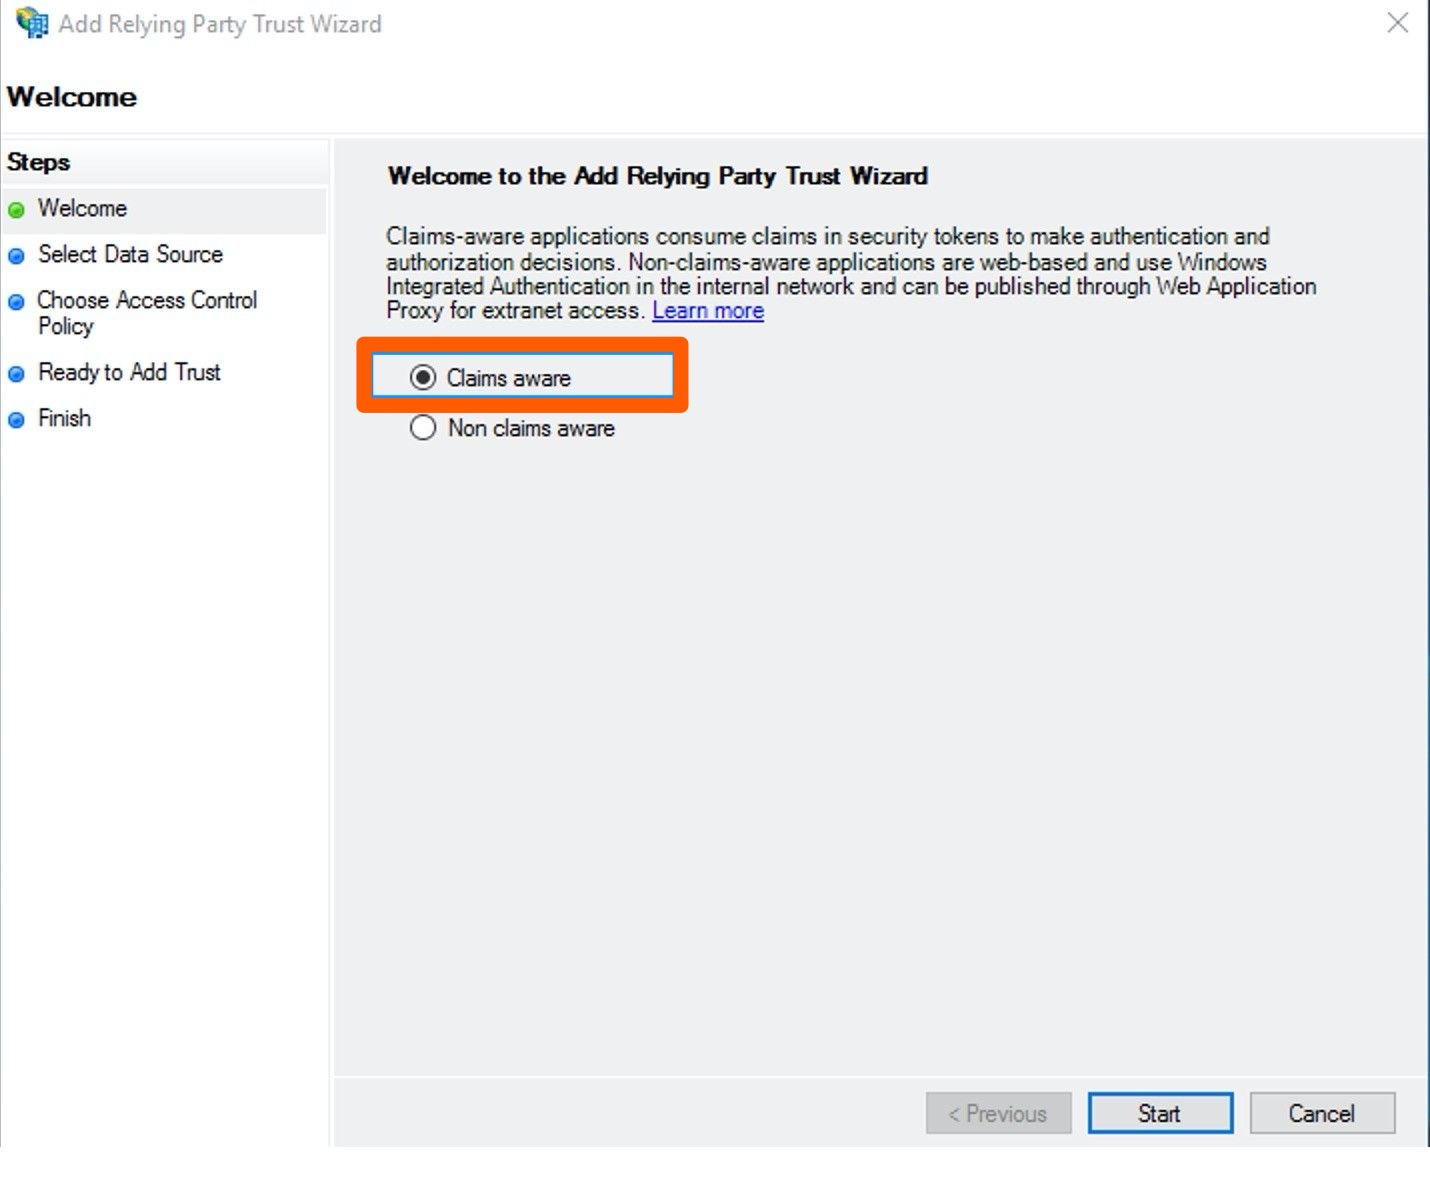 Add Relying Party Trust Wizard
Welcome
Steps
Welcome
Select Data Source
Choose Access Control
Policy
Ready to Add Trust
Finish
Welcome to the Add Relying Party Trust Wizard
Claims-aware applications consume claims in security tokens to make authentication and
authorization decisions. Non-claims-aware applications are web-based and use Windows
Integrated Authentication in the internal network and can be published through Web Application
Proxy for extranet access. Learn more
Claims aware
Non claims aware
< Previous
Start
Cancel